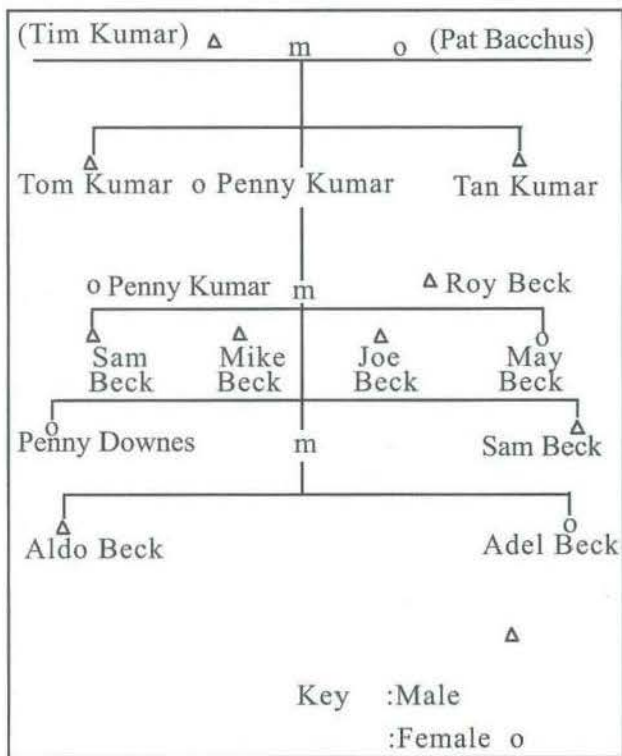 (Tim Kumar) m o (Pat Bacchus)
Tom Kumar o Penny Kumar Tan Kumar
o Penny Kumar m Roy Beck
Sam Mike Joe o May
Beck Beck Beck Beck
o Penny Downes m Sam Beck
Aldo Beck o Adel Beck
Key :Male
:Female o